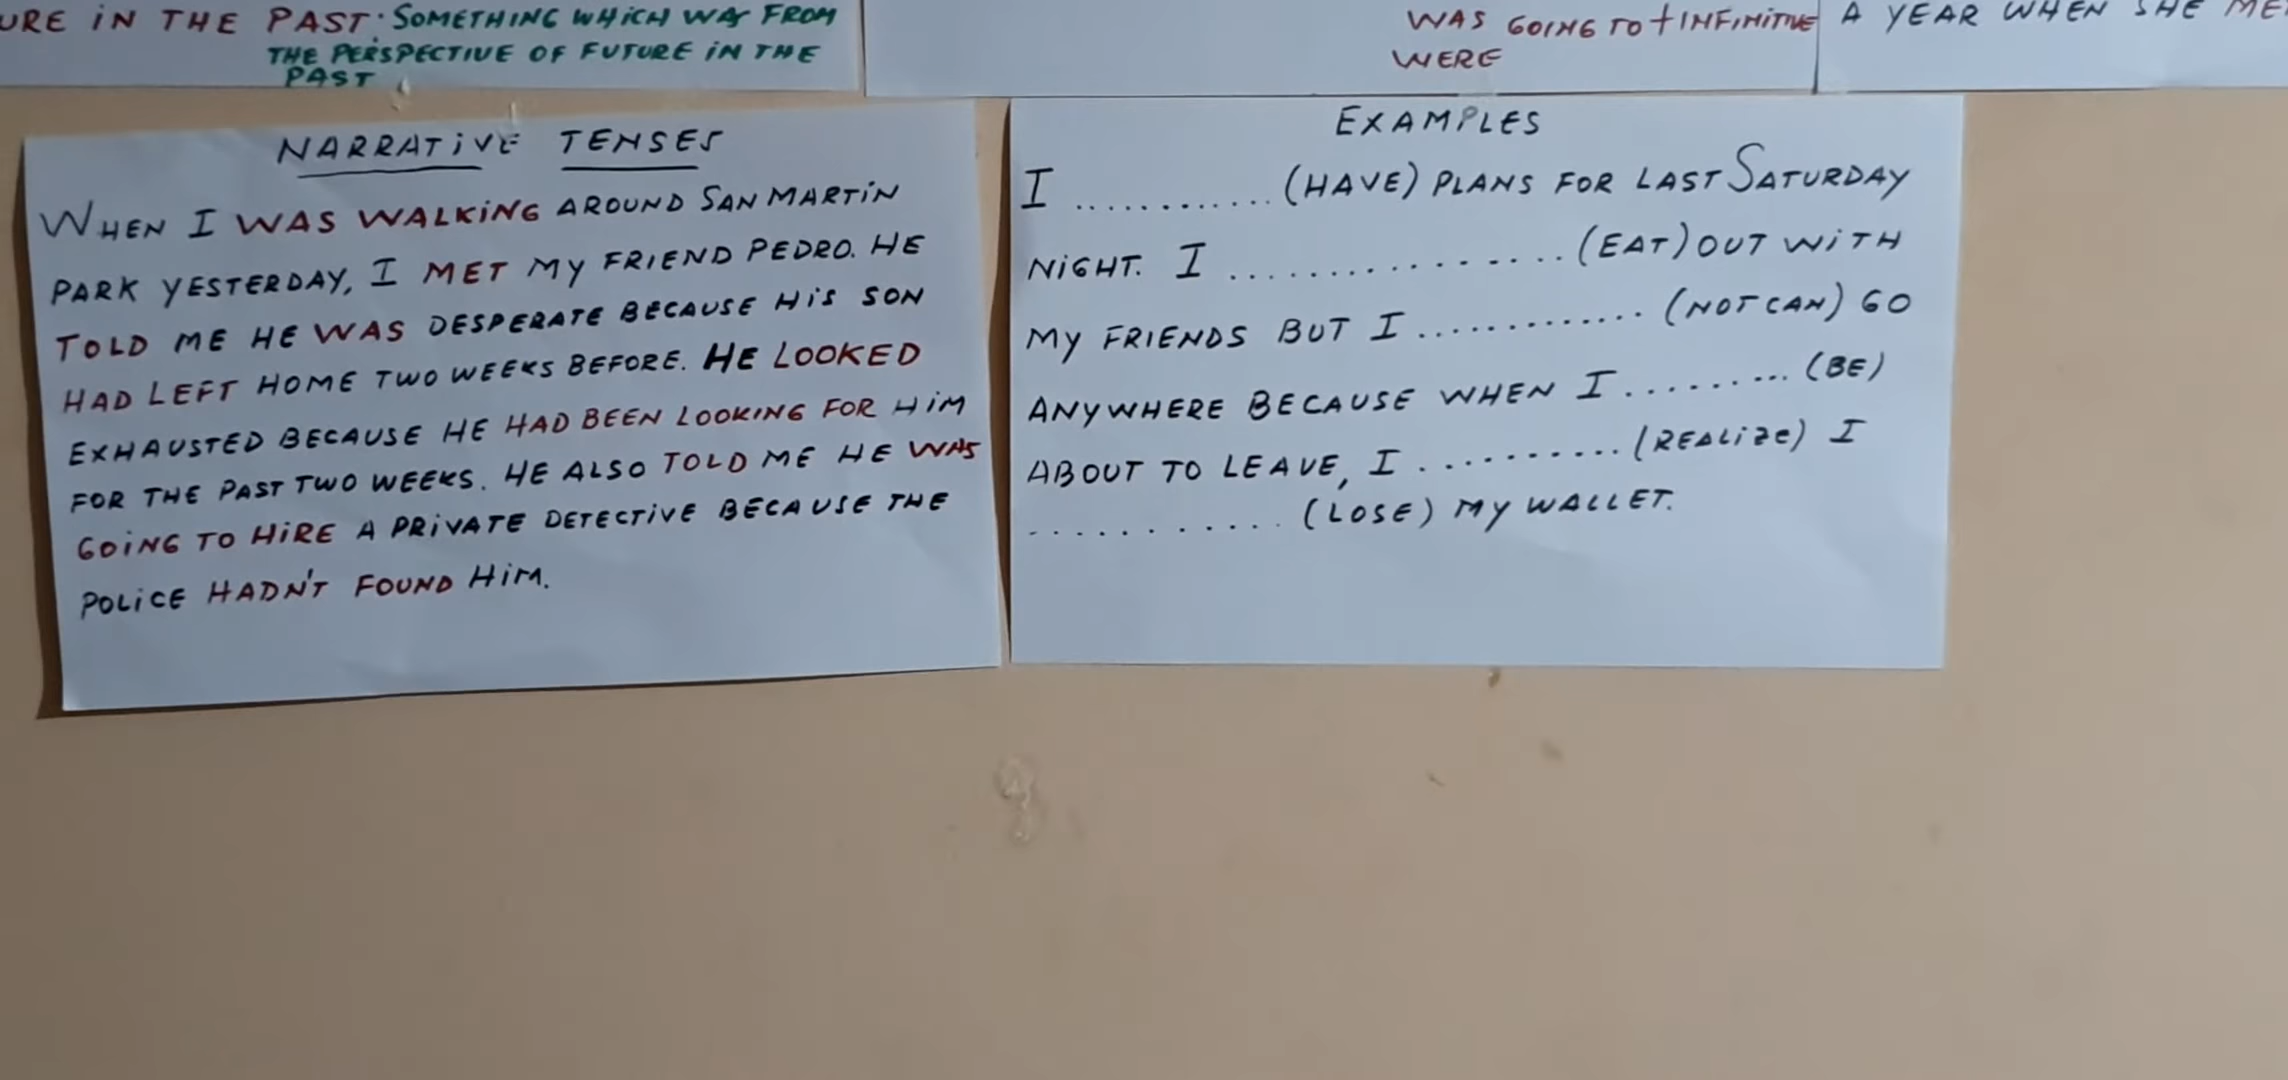 URE IN THE PAST: SOMETHING WHICH WAS FROM
THE PERSPECTIVE OF FUTURE IN THE
PAST
WAS GOING TO + INFINITIVE
WERE
A YEAR WHEN SHE
NARRATIVE TENSES
WHEN I WAS WALKING AROUND SAN MARTIN
PARK YESTERDAY, I MET MY FRIEND PEDRO. HE
TOLD ME HE WAS DESPERATE BECAUSE HIS SON
HAD LEFT HOME TWO WEEKS BEFORE. HE LOOKED
EXHAUSTED BECAUSE HE HAD BEEN LOOKING FOR HIM
FOR THE PAST TWO WEEKS. HE ALSO TOLD ME HE WAS
GOING TO HIRE A PRIVATE DETECTIVE BECAUSE THE
POLICE HADN'T FOUND HIM.
EXAMPLES
I ............ (HAVE) PLANS FOR LAST SATURDAY
NIGHT. I ................ (EAT) OUT WITH
MY FRIENDS BUT I ............. (NOT CAN) GO
ANYWHERE BECAUSE WHEN I ......... (BE)
ABOUT TO LEAVE, I ........... (REALIZE) I
........... (LOSE) MY WALLET.